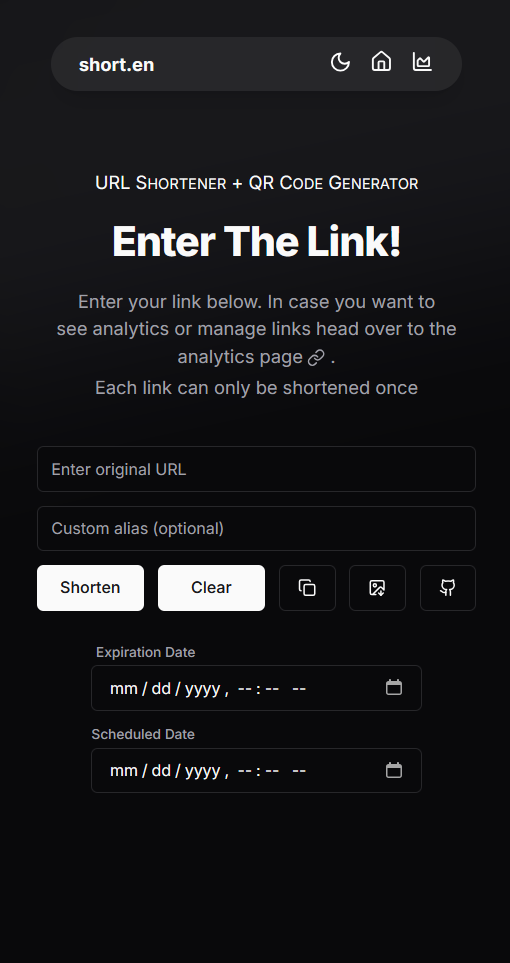 short.en
URL Shortener + QR Code Generator
Enter The Link!
Enter your link below. In case you want to
see analytics or manage links head over to the
analytics page .
Each link can only be shortened once
Enter original URL
Custom alias (optional)
Shorten Clear
Expiration Date
mm / dd / yyyy , -- : -- --
Scheduled Date
mm / dd / yyyy , -- : -- --